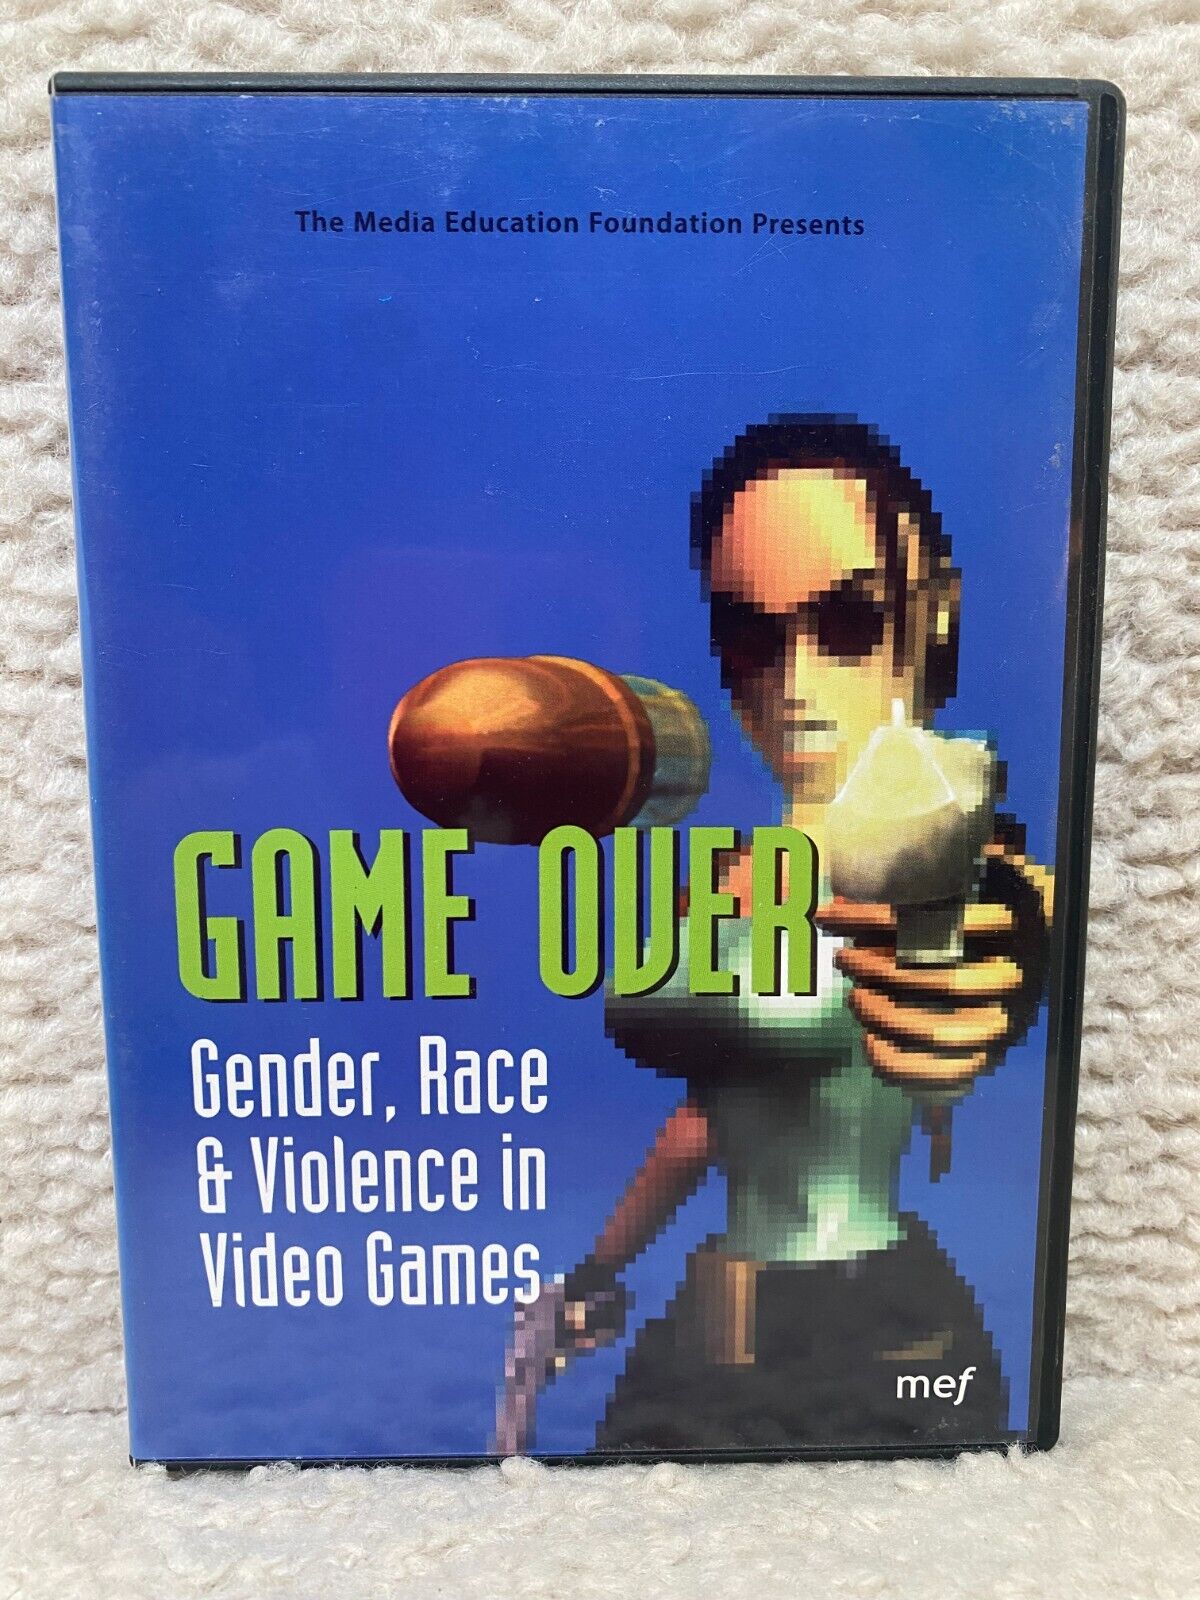 The Media Education Foundation Presents
GAME OVER
Gender, Race
& Violence in
Video Games
mef